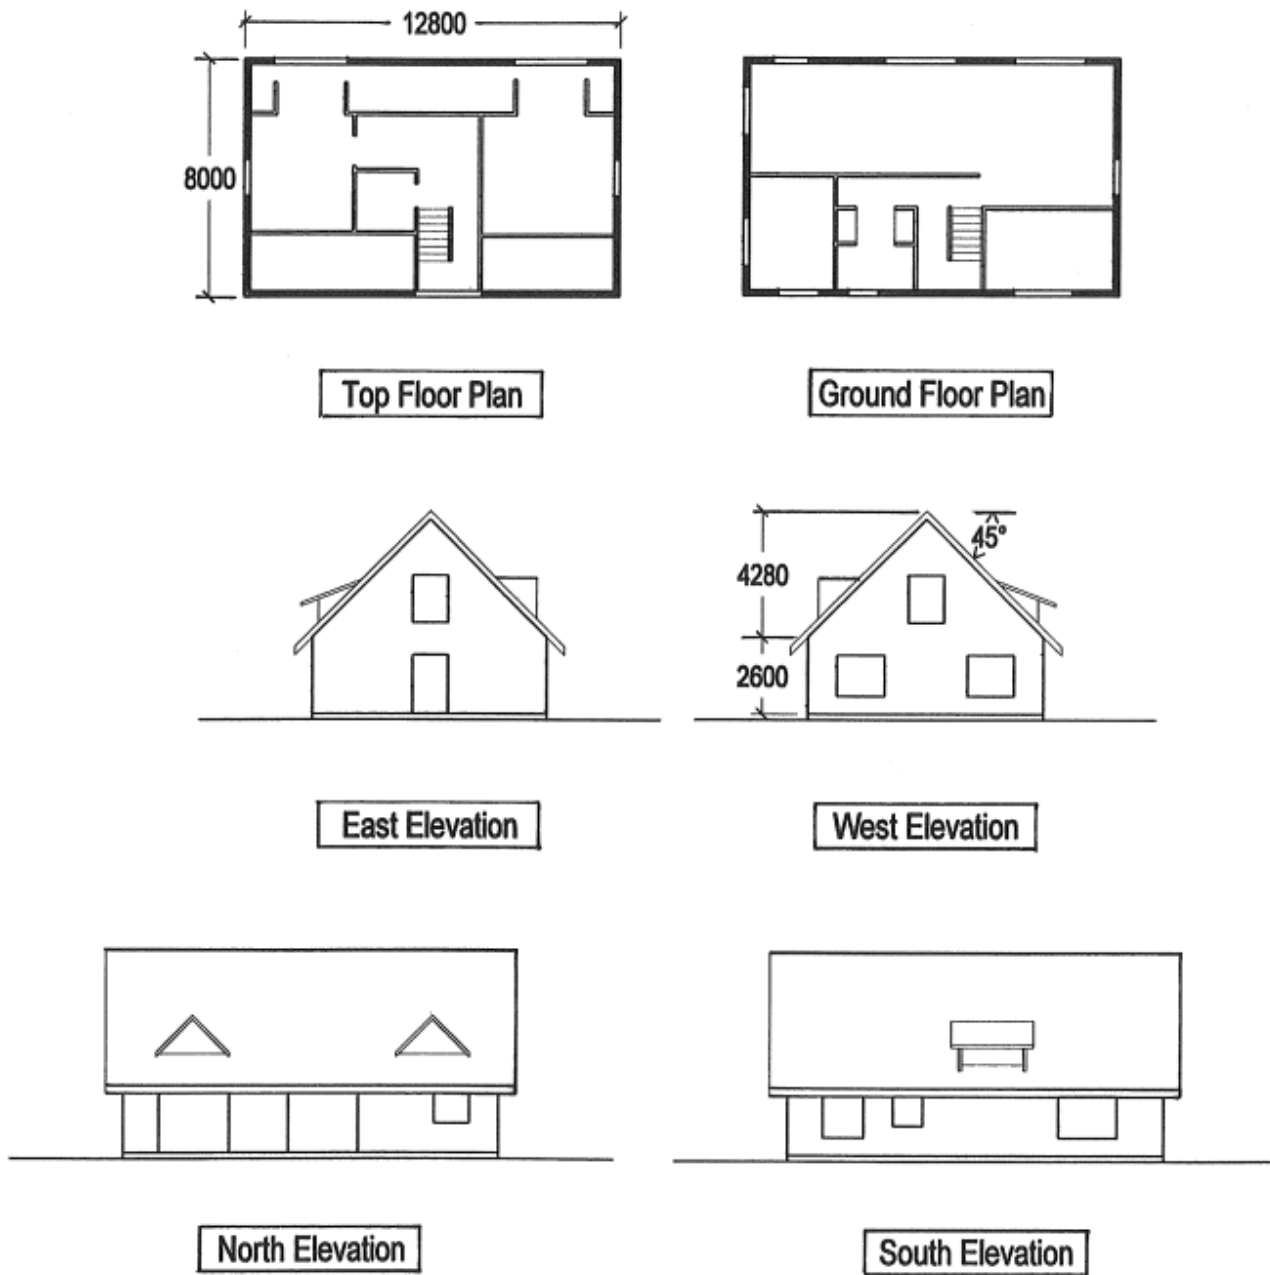 12800
8000
Top Floor Plan
Ground Floor Plan
4280
45°
2600
East Elevation
West Elevation
North Elevation
South Elevation